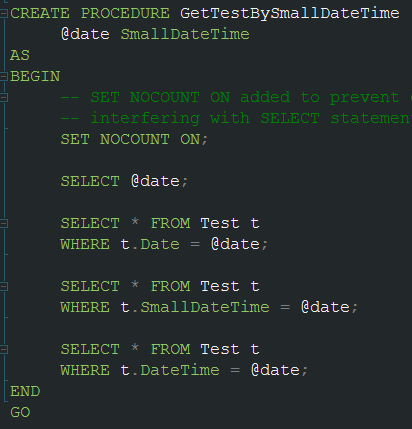 CREATE PROCEDURE GetTestBySmallDateTime
@date SmallDateTime
AS
BEGIN
-- SET NOCOUNT ON added to prevent
-- interfering with SELECT statemen
SET NOCOUNT ON;
SELECT @date;
SELECT * FROM Test t
WHERE t.Date = @date;
SELECT * FROM Test t
WHERE t.SmallDateTime = @date;
SELECT * FROM Test t
WHERE t.DateTime = @date;
END
GO